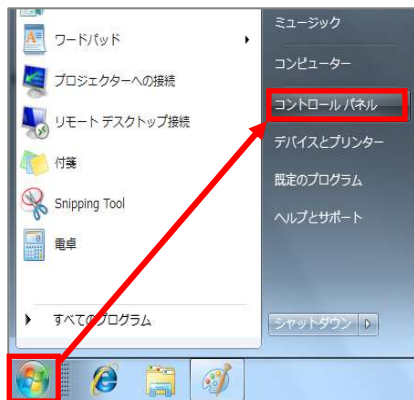 ワードパッド
プロジェクターへの接続
リモート デスクトップ接続
付箋
Snipping Tool
電卓
すべてのプログラム
ミュージック
コンピューター
コントロール パネル
デバイスとプリンター
既定のプログラム
ヘルプとサポート
シャットダウン